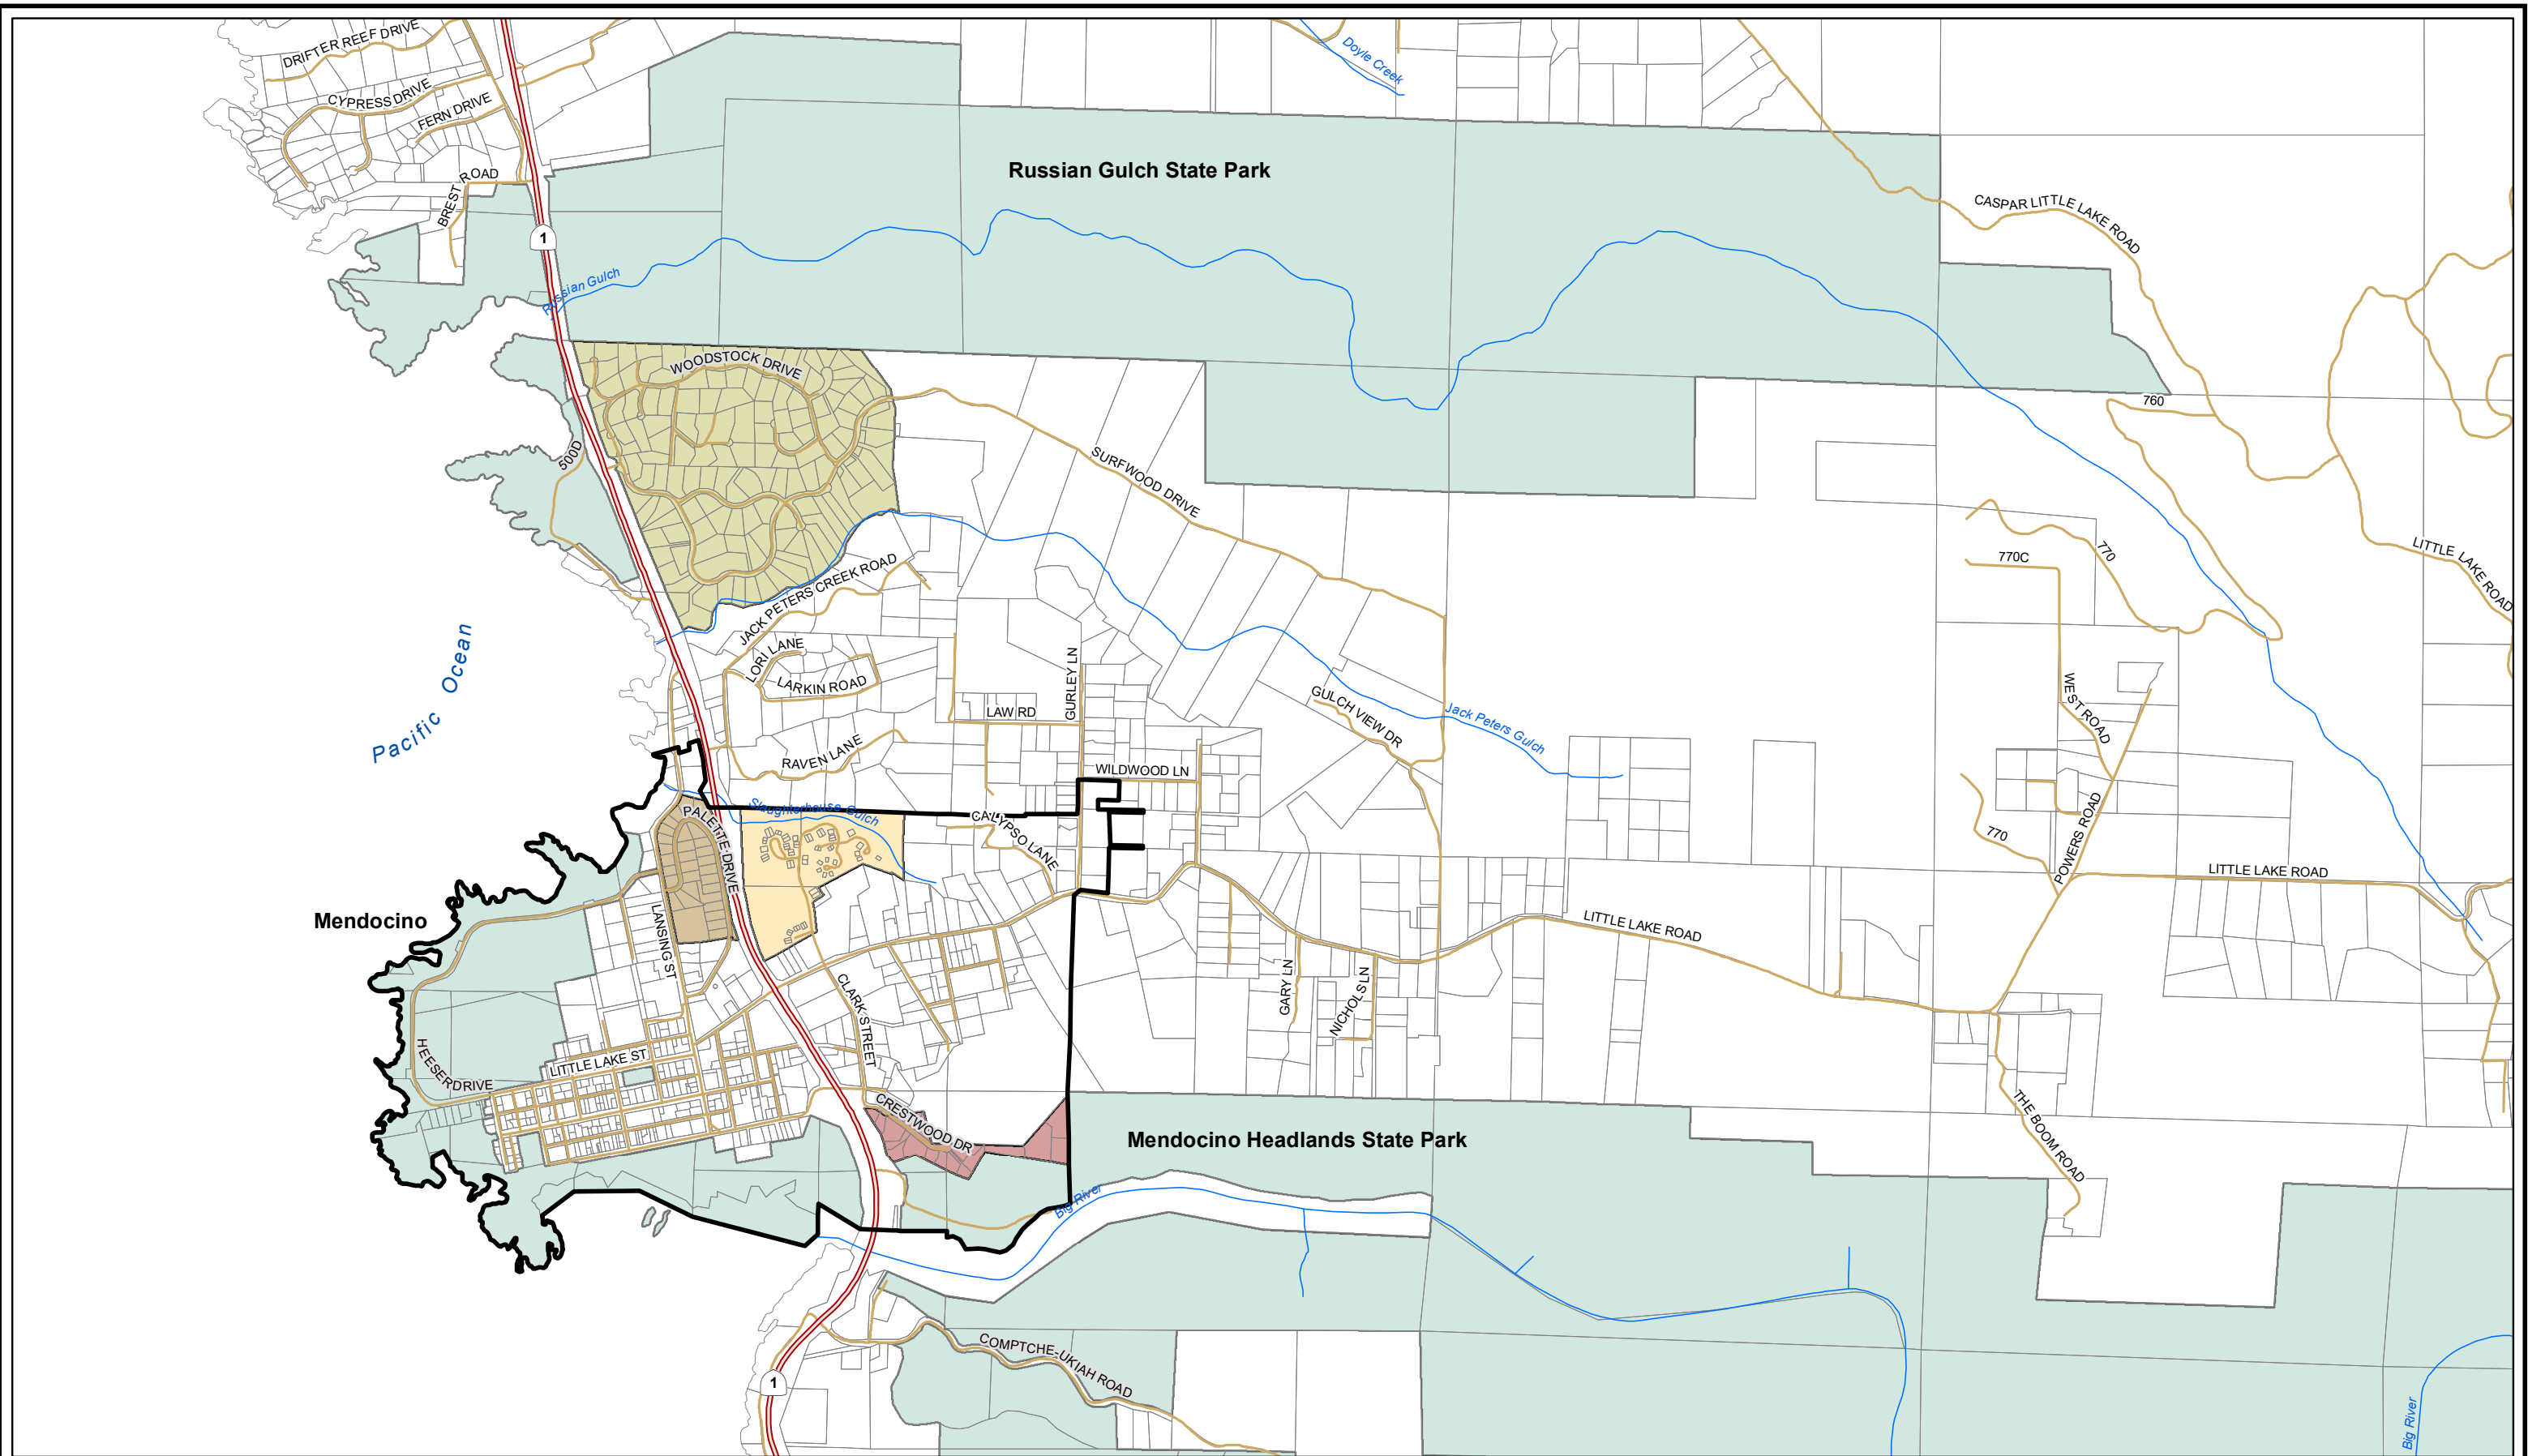 DRIFTER REEF DRIVE
Doyle Creek
CYPRESS DRIVE
FERN DRIVE
Russian Gulch State Park
BREST ROAD
CASPAR LITTLE LAKE ROAD
1
Russian Gulch
WOODSTOCK DRIVE
760
500D
SURFWOOD DRIVE
770C
770
LITTLE LAKE ROAD
JACK PETERS CREEK ROAD
Pacific Ocean
LORI LANE
LARKIN ROAD
GURLEY LN
LAW RD
GULCH VIEW DR
Jack Peters Gulch
WEST ROAD
RAVEN LANE
WILDWOOD LN
Slaughterhouse Gulch
PALETTE DRIVE
CALYPSO LANE
770
POWERS ROAD
LITTLE LAKE ROAD
Mendocino
LANSING ST
LITTLE LAKE ROAD
CLARK STREET
GARY LN
NICHOLS LN
HEESER DRIVE
LITTLE LAKE ST
CRESTWOOD DR
Mendocino Headlands State Park
THE BOOM ROAD
Big River
COMPTCHE-UKIAH ROAD
1
Big River